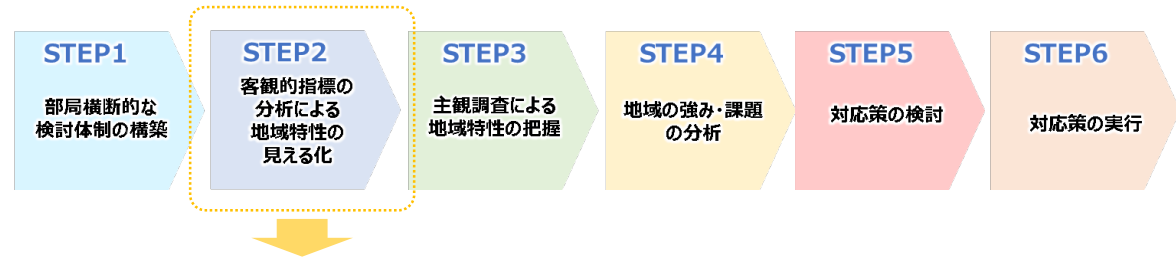 STEP1
部局横断的な
検討体制の構築
STEP2
客観的指標の
分析による
地域特性の
見える化
STEP3
主観調査による
地域特性の把握
STEP4
地域の強み・課題
の分析
STEP5
対応策の検討
STEP6
対応策の実行